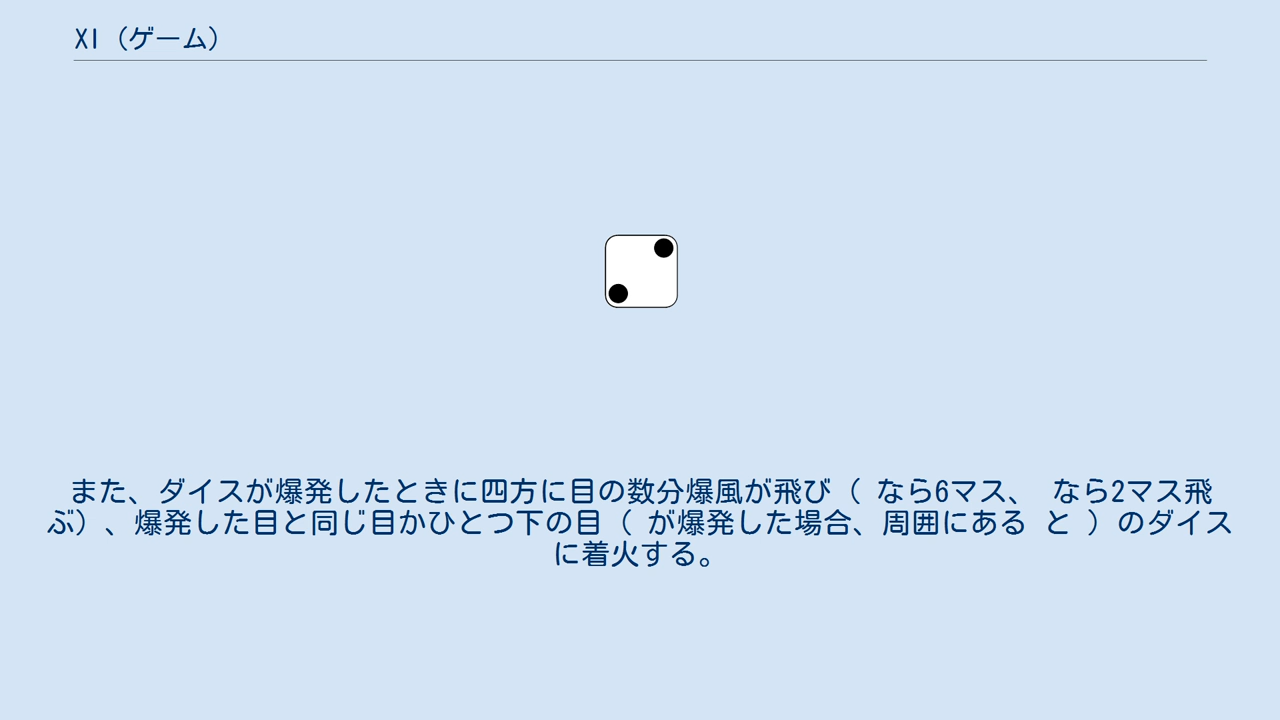 XI（ゲーム）
また、ダイスが爆発したときに四方に目の数分爆風が飛び（ なら6マス、 なら2マス飛
ぶ）、爆発した目と同じ目かひとつ下の目（ が爆発した場合、周囲にある と ）のダイス
に着火する。